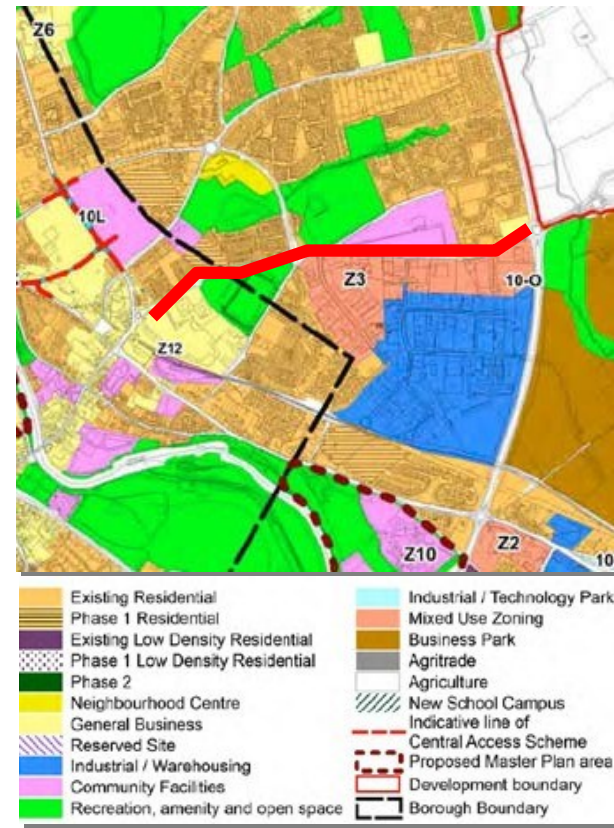 Z6
10L
Z3
10-O
Z12
Z10
Z2
10
Existing Residential
Phase 1 Residential
Existing Low Density Residential
Phase 1 Low Density Residential
Phase 2
Neighbourhood Centre
General Business
Reserved Site
Industrial / Warehousing
Community Facilities
Recreation, amenity and open space
Industrial / Technology Park
Mixed Use Zoning
Business Park
Agritrade
Agriculture
New School Campus
Indicative line of
Central Access Scheme
Proposed Master Plan area
Development boundary
Borough Boundary